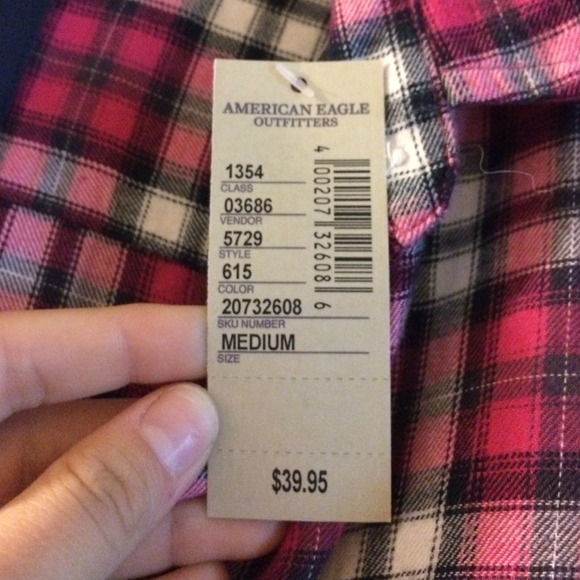 AMERICAN EAGLE
OUTFITTERS
1354
CLASS
03686
VENDOR
5729
STYLE
615
COLOR
20732608
SKU NUMBER
MEDIUM
SIZE
4 00207 32608 6
$39.95